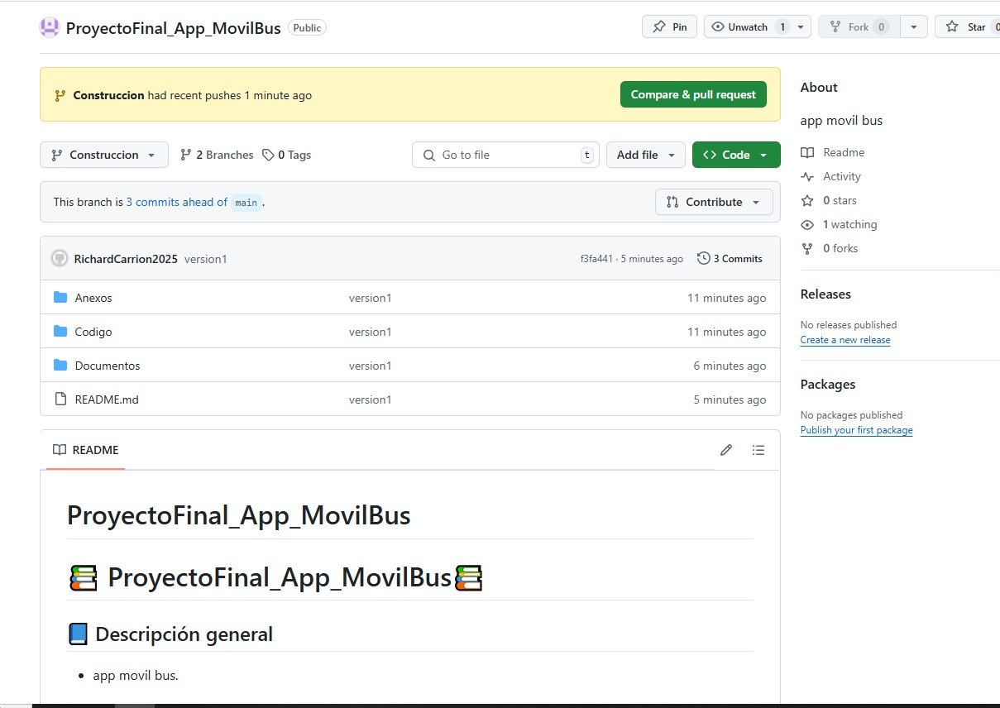 ProyectoFinal_App_MovilBus Public Pin Unwatch 1 Fork 0 Star 0
Construccion had recent pushes 1 minute ago Compare & pull request
Construccion 2 Branches 0 Tags Go to file t Add file <> Code
This branch is 3 commits ahead of main .
Contribute
RichardCarrion2025 version1 f3fa441 · 5 minutes ago 3 Commits
Anexos version1 11 minutes ago
Codigo version1 11 minutes ago
Documentos version1 6 minutes ago
README.md version1 5 minutes ago
README
ProyectoFinal_App_MovilBus
📚 ProyectoFinal_App_MovilBus📚
📘 Descripción general
• app movil bus.
About
app movil bus
Readme
Activity
0 stars
1 watching
0 forks
Releases
No releases published
Create a new release
Packages
No packages published
Publish your first package